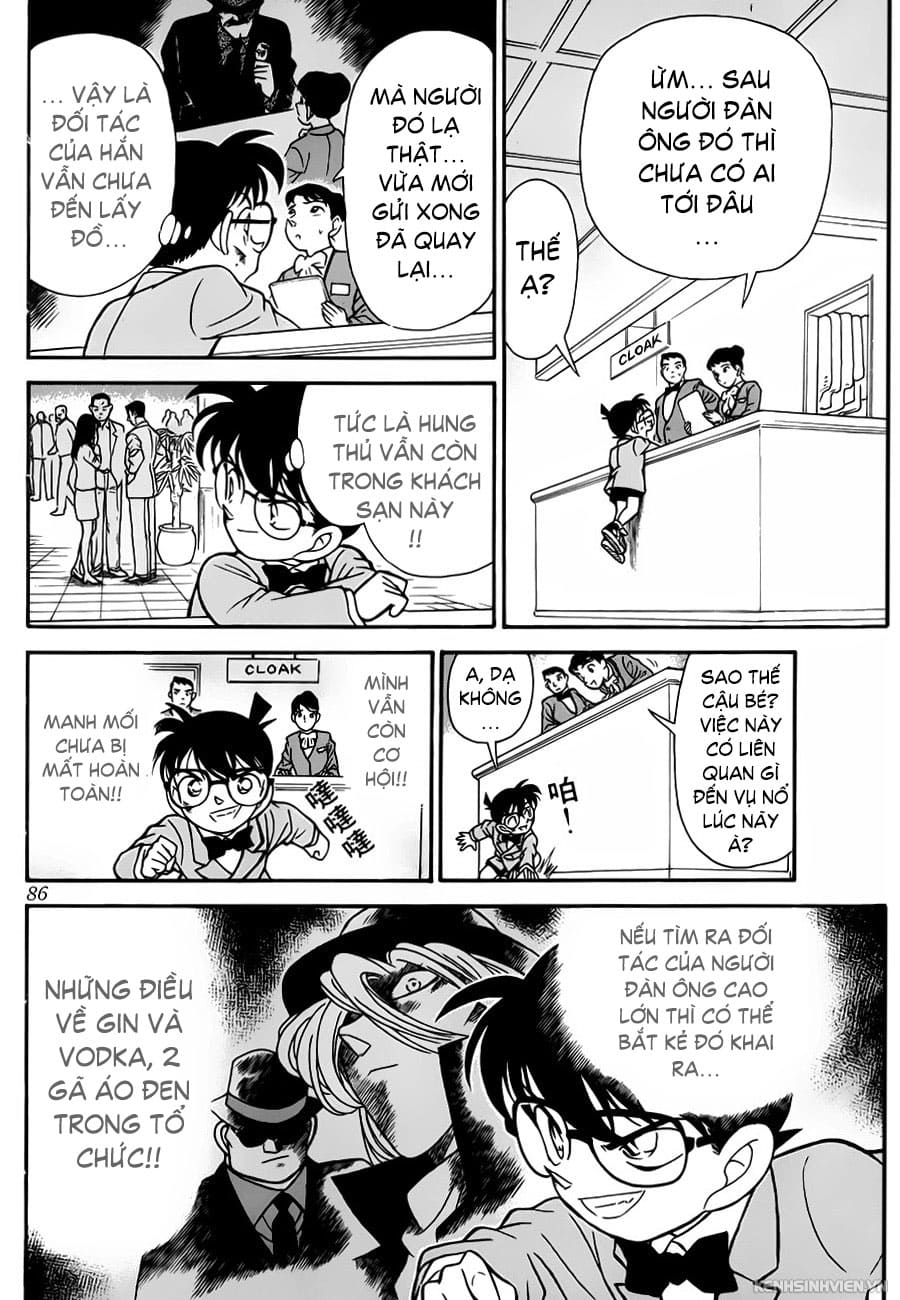 ỪM... SAU
NGƯỜI ĐÀN
ÔNG ĐÓ THÌ
CHƯA CÓ AI
TỚI ĐÂU
...
THẾ
Ạ?
CLOAK
MÀ NGƯỜI
ĐÓ LẠ
THẬT...
VỪA MỚI
GỬI XONG
ĐÃ QUAY
LẠI...
... VẬY LÀ
ĐỐI TÁC
CỦA HẮN
VẪN CHƯA
ĐẾN LẤY
ĐỒ...
TỨC LÀ HUNG
THỦ VẪN CÒN
TRONG KHÁCH
SẠN NÀY
!!
SAO THẾ
CẬU BÉ?
VIỆC NÀY
CÓ LIÊN
QUAN GÌ
ĐẾN VỤ NỔ
LÚC NÀY
À?
A, DẠ
KHÔNG
...
咱!
CLOAK
MÌNH
VẪN
CÒN
CƠ
HỘI!!
MANH MỐI
CHƯA BỊ
MẤT HOÀN
TOÀN!!
噠噠噠
86
NẾU TÌM RA ĐỐI
TÁC CỦA NGƯỜI
ĐÀN ÔNG CAO
LỚN THÌ CÓ THỂ
BẮT KẺ ĐÓ KHAI
RA...
NHỮNG ĐIỀU
VỀ GIN VÀ
VODKA, 2
GÃ ÁO ĐEN
TRONG TỔ
CHỨC!!
KENHSINHVIEN.VN